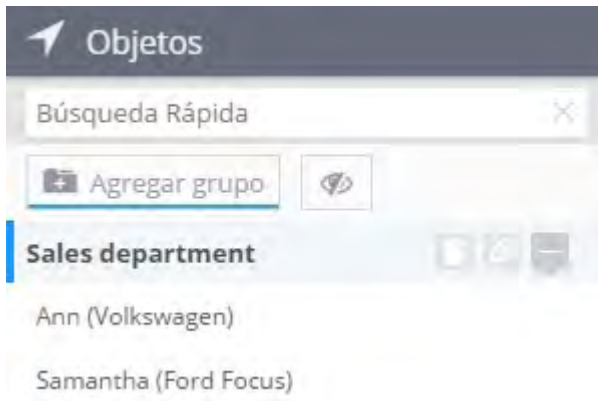 Objetos
Búsqueda Rápida
Agregar grupo
Sales department
Ann (Volkswagen)
Samantha (Ford Focus)